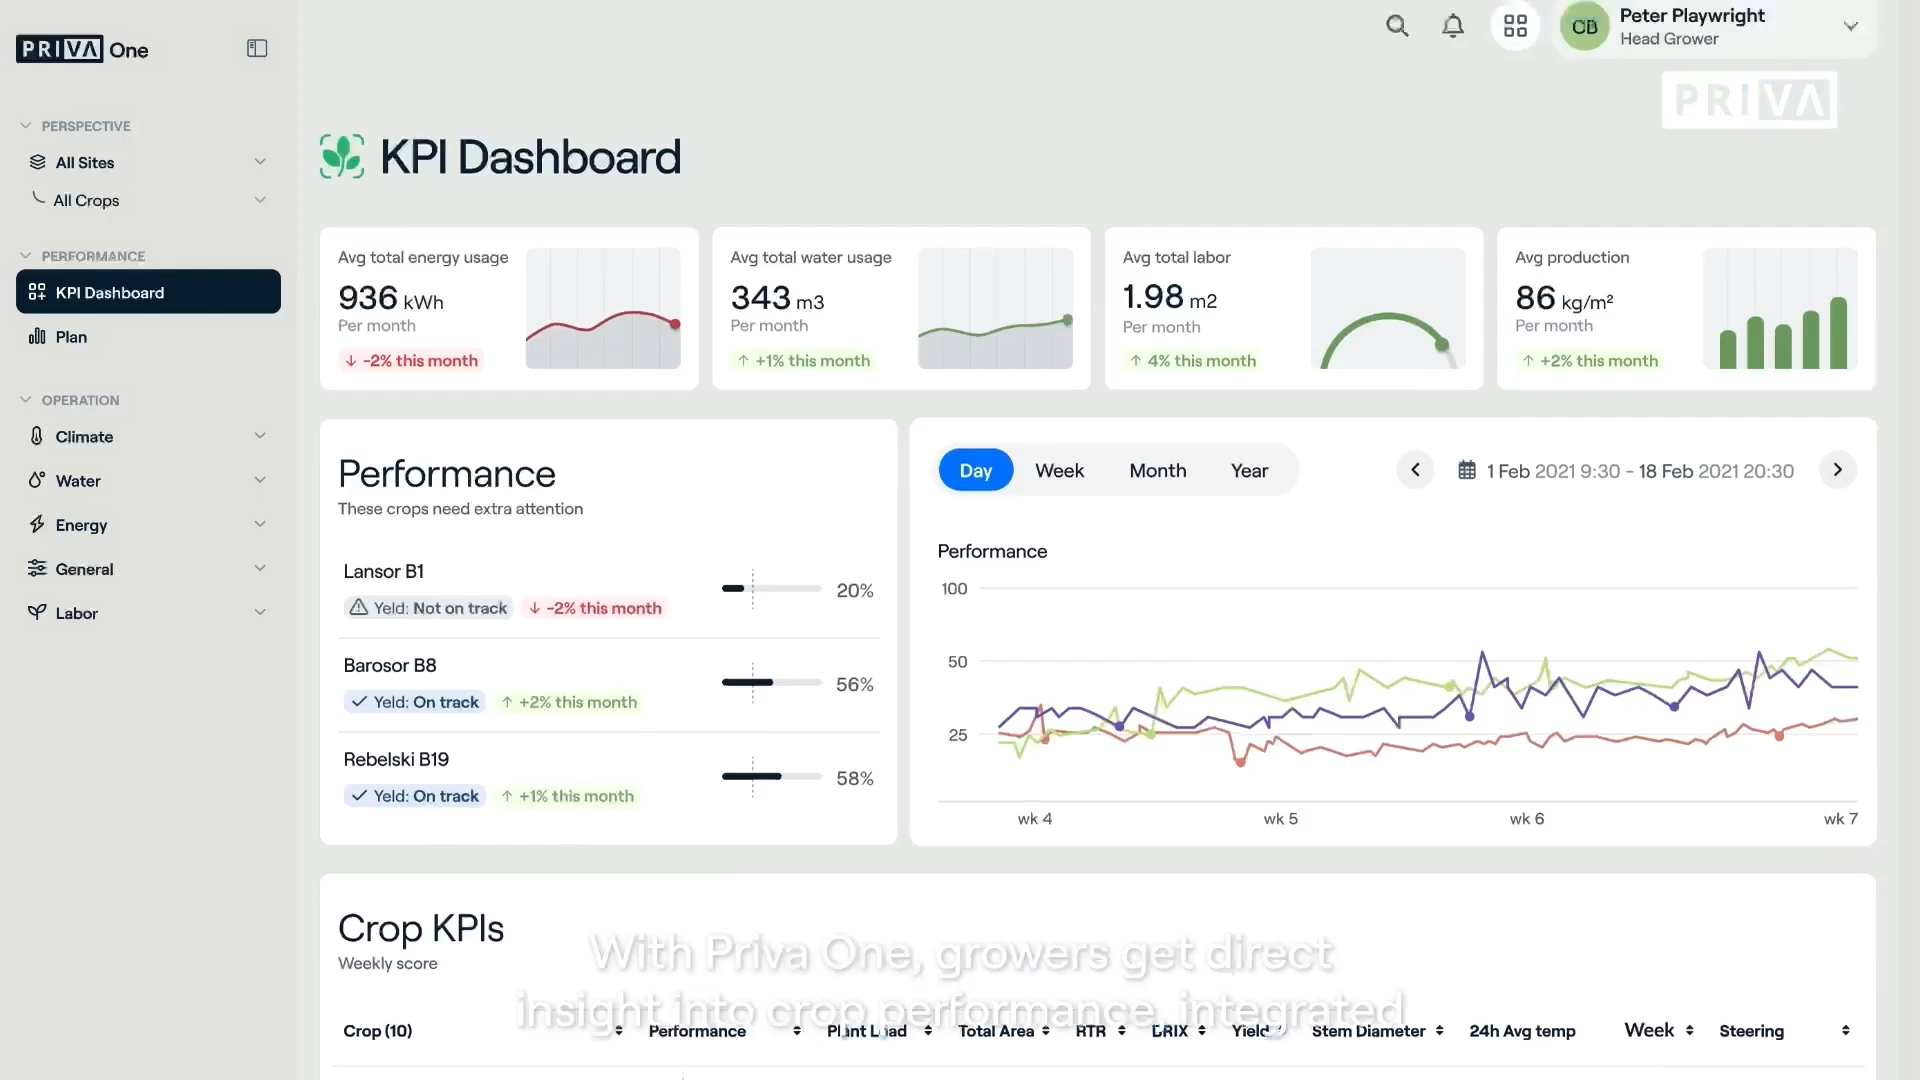 PRIVA One
Peter Playwright
CB
Head Grower
PRIVA
PERSPECTIVE
All Sites
All Crops
PERFORMANCE
KPI Dashboard
Plan
OPERATION
Climate
Water
Energy
General
Labor
KPI Dashboard
Avg total energy usage
936 kWh
Per month
-2% this month
Avg total water usage
343 m3
Per month
+1% this month
Avg total labor
1.98 m2
Per month
4% this month
Avg production
86 kg/m²
Per month
+2% this month
Performance
These crops need extra attention
Lansor B1
Yeld: Not on track -2% this month
20%
Barosor B8
Yeld: On track +2% this month
56%
Rebelski B19
Yeld: On track +1% this month
58%
Day Week Month Year
1 Feb 2021 9:30 - 18 Feb 2021 20:30
Performance
100
50
25
wk 4 wk 5 wk 6 wk 7
Crop KPIs
Weekly score
With Priva One, growers get direct
insight into crop performance, integrated
Crop (10) Performance Plant Load Total Area RTR BRIX Yield Stem Diameter 24h Avg temp Week Steering